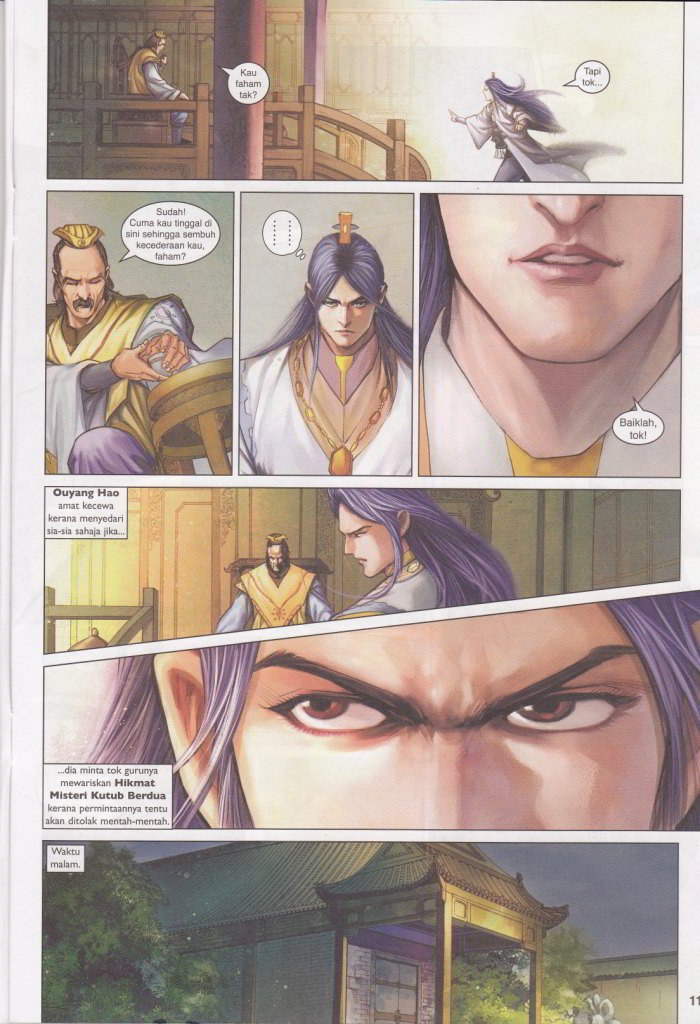 Kau
faham
tak?
Tapi
tok...
Sudah!
Cuma kau tinggal di
sini sehingga sembuh
kecederaan kau,
faham?
Baiklah,
tok!
Ouyang Hao
amat kecewa
kerana menyedari
sia-sia sahaja jika...
...dia minta tok gurunya
mewariskan Hikmat
Misteri Kutub Berdua
kerana permintaannya tentu
akan ditolak mentah-mentah.
Waktu
malam.
11